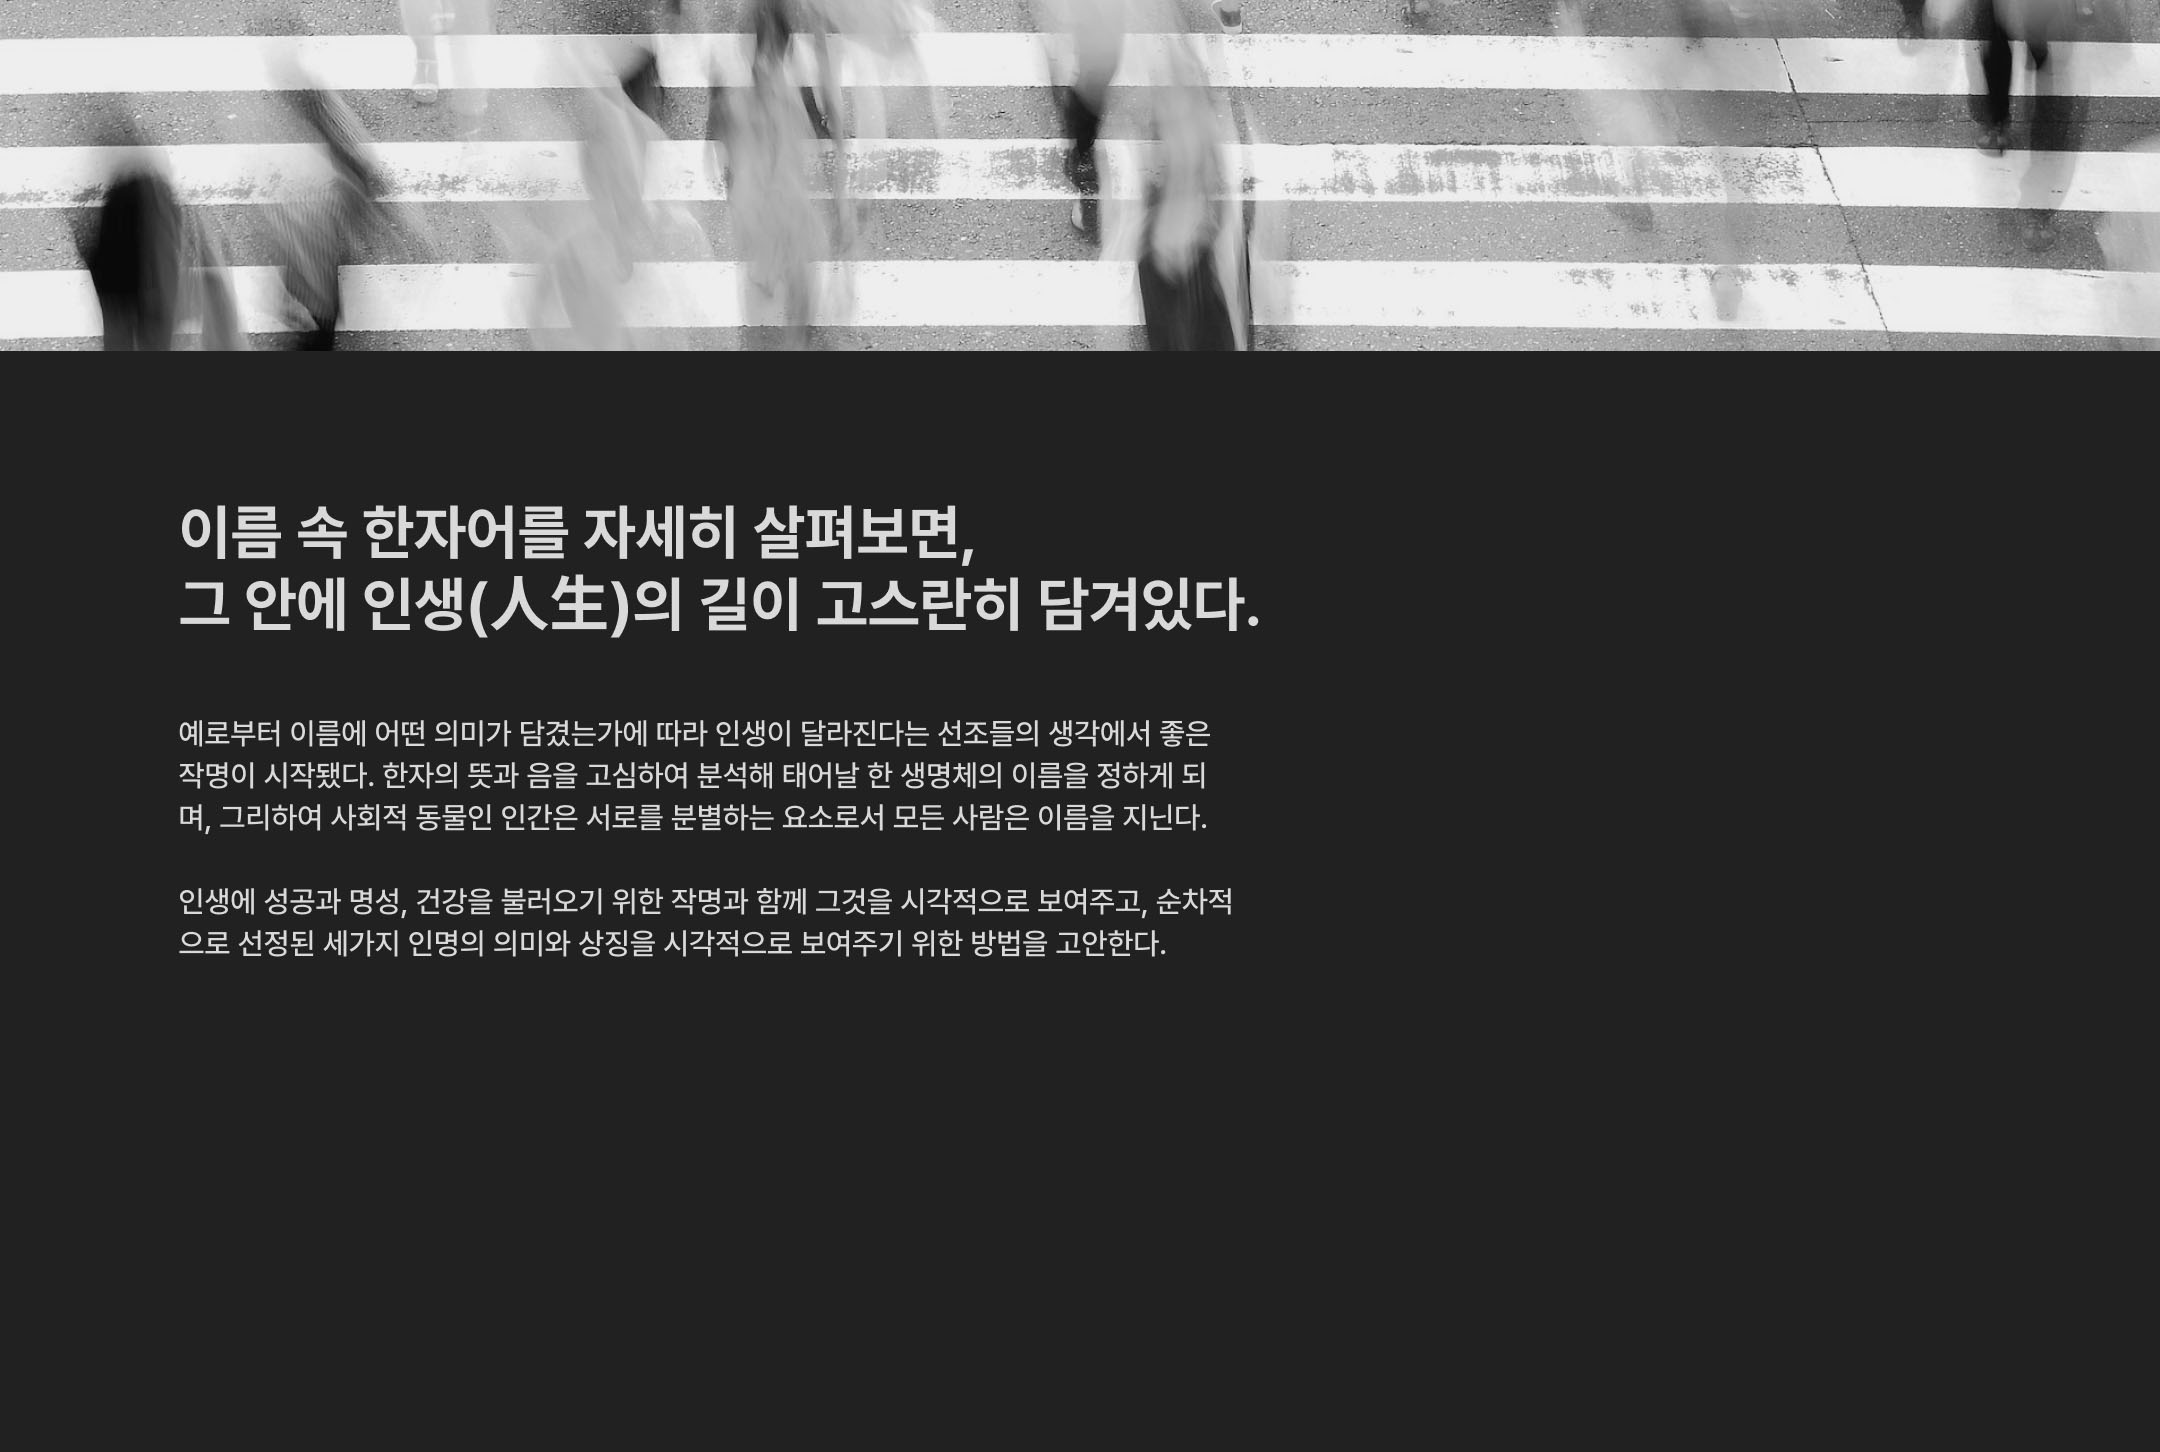 이름 속 한자어를 자세히 살펴보면,
그 안에 인생(人生)의 길이 고스란히 담겨있다.
예로부터 이름에 어떤 의미가 담겼는가에 따라 인생이 달라진다는 선조들의 생각에서 좋은
작명이 시작됐다. 한자의 뜻과 음을 고심하여 분석해 태어날 한 생명체의 이름을 정하게 되
며, 그리하여 사회적 동물인 인간은 서로를 분별하는 요소로서 모든 사람은 이름을 지닌다.
인생에 성공과 명성, 건강을 불러오기 위한 작명과 함께 그것을 시각적으로 보여주고, 순차적
으로 선정된 세가지 인명의 의미와 상징을 시각적으로 보여주기 위한 방법을 고안한다.